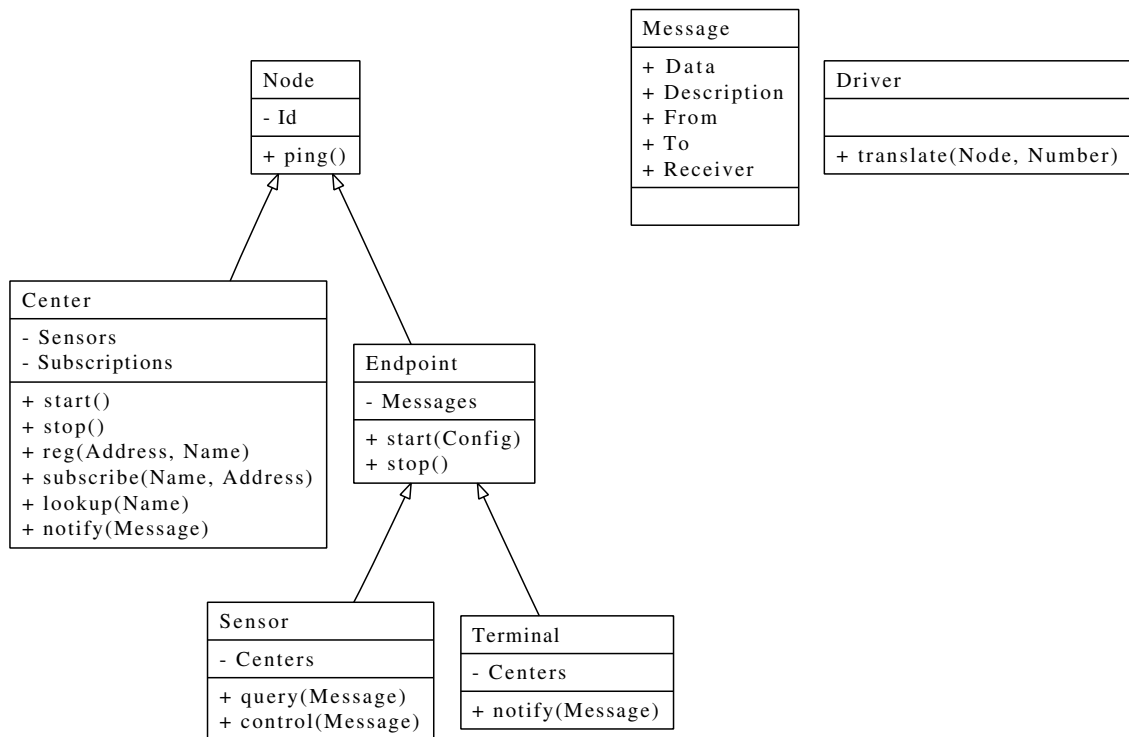 Node
- Id
+ ping()
Message
+ Data
+ Description
+ From
+ To
+ Receiver
Driver
+ translate(Node, Number)
Center
- Sensors
- Subscriptions
+ start()
+ stop()
+ reg(Address, Name)
+ subscribe(Name, Address)
+ lookup(Name)
+ notify(Message)
Endpoint
- Messages
+ start(Config)
+ stop()
Sensor
- Centers
+ query(Message)
+ control(Message)
Terminal
- Centers
+ notify(Message)